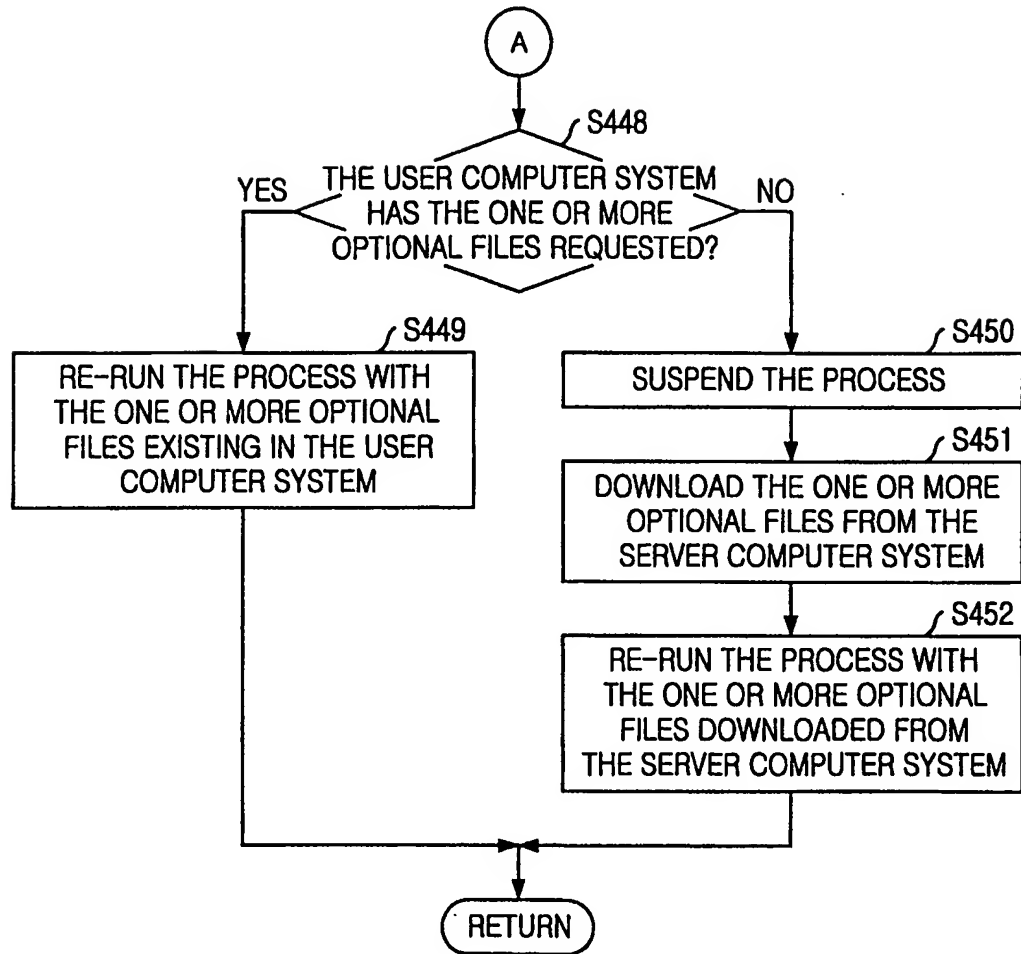 A
S448
YES
THE USER COMPUTER SYSTEM
HAS THE ONE OR MORE
OPTIONAL FILES REQUESTED?
NO
S449
RE-RUN THE PROCESS WITH
THE ONE OR MORE OPTIONAL
FILES EXISTING IN THE USER
COMPUTER SYSTEM
S450
SUSPEND THE PROCESS
S451
DOWNLOAD THE ONE OR MORE
OPTIONAL FILES FROM THE
SERVER COMPUTER SYSTEM
S452
RE-RUN THE PROCESS WITH
THE ONE OR MORE OPTIONAL
FILES DOWNLOADED FROM
THE SERVER COMPUTER SYSTEM
RETURN